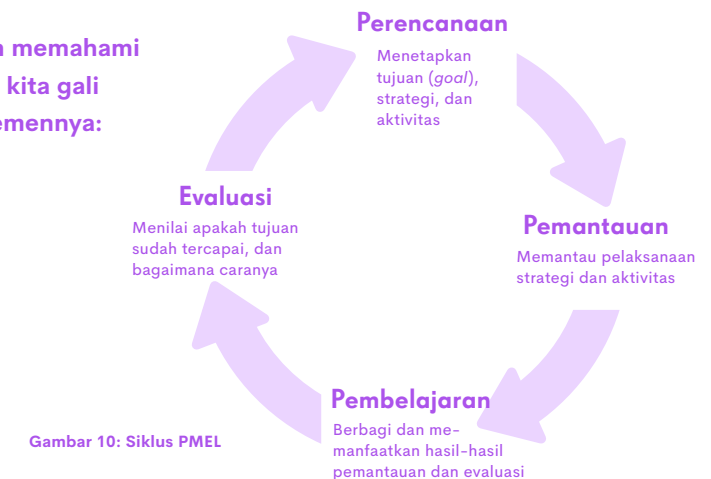 memahami
kita gali
Perencanaan
Menetapkan
tujuan (goal),
strategi, dan
aktivitas
Pemantauan
Memantau pelaksanaan
strategi dan aktivitas
Pembelajaran
Berbagi dan me-
manfaatkan hasil-hasil
pemantauan dan evaluasi
Evaluasi
Menilai apakah tujuan
sudah tercapai, dan
bagaimana caranya
Gambar 10: Siklus PMEL